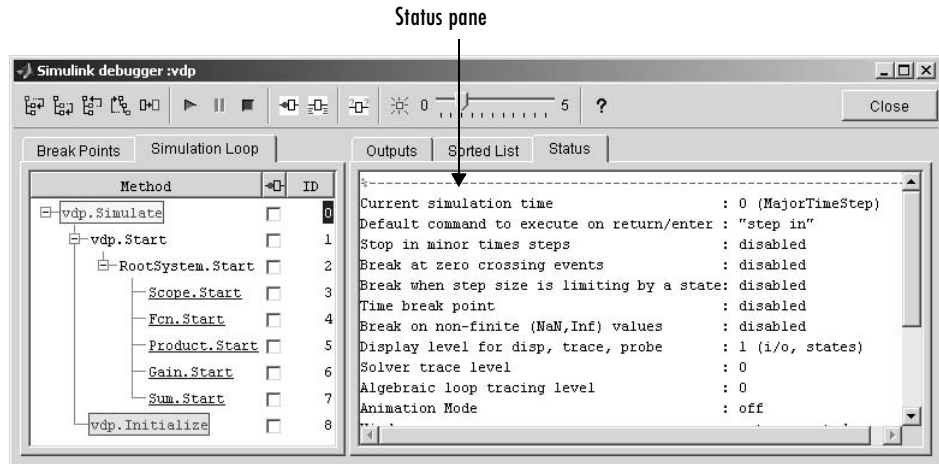 Status pane
Simulink debugger :vdp
0 5 ? Close
Break Points Simulation Loop
Method ID
vdp.Simulate 0
vdp.Start 1
RootSystem.Start 2
Scope.Start 3
Fcn.Start 4
Product.Start 5
Gain.Start 6
Sum.Start 7
vdp.Initialize 8
Outputs Sorted List Status
%----------------------------------------------------------------
Current simulation time : 0 (MajorTimeStep)
Default command to execute on return/enter : "step in"
Stop in minor times steps : disabled
Break at zero crossing events : disabled
Break when step size is limiting by a state: disabled
Time break point : disabled
Break on non-finite (NaN,Inf) values : disabled
Display level for disp, trace, probe : 1 (i/o, states)
Solver trace level : 0
Algebraic loop tracing level : 0
Animation Mode : off